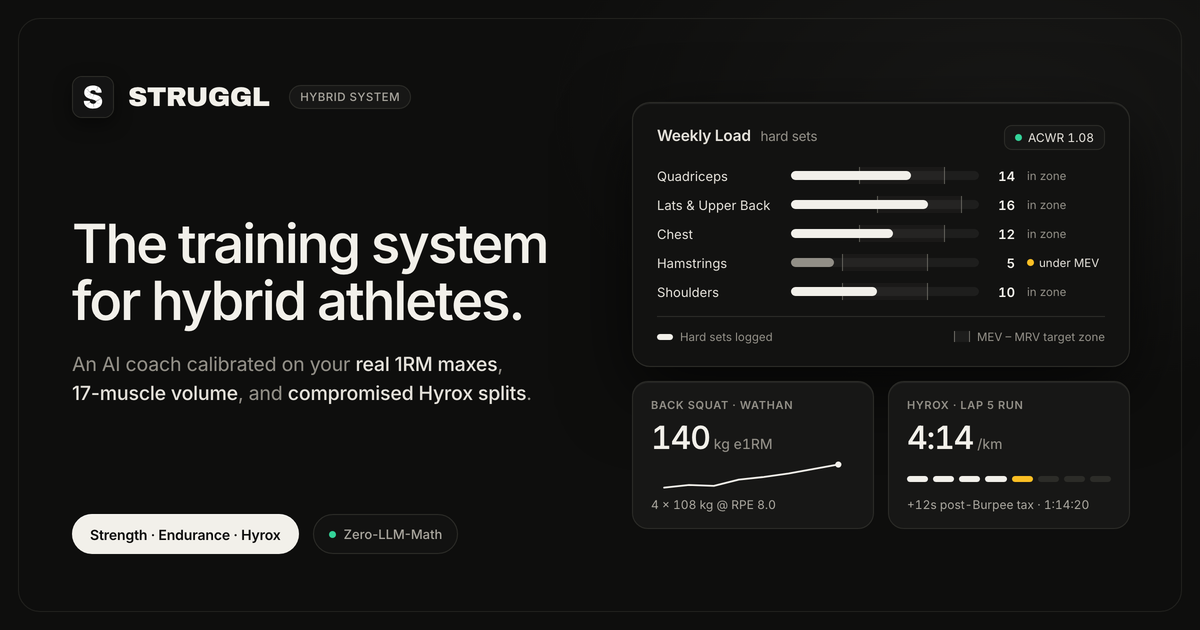 S STRUGGL HYBRID SYSTEM
The training system
for hybrid athletes.
An AI coach calibrated on your real 1RM maxes,
17-muscle volume, and compromised Hyrox splits.
Strength · Endurance · Hyrox
Zero-LLM-Math
Weekly Load hard sets
ACWR 1.08
Quadriceps 14 in zone
Lats & Upper Back 16 in zone
Chest 12 in zone
Hamstrings 5 under MEV
Shoulders 10 in zone
Hard sets logged
MEV – MRV target zone
BACK SQUAT · WATHAN
140 kg e1RM
4 × 108 kg @ RPE 8.0
HYROX · LAP 5 RUN
4:14 /km
+12s post-Burpee tax · 1:14:20